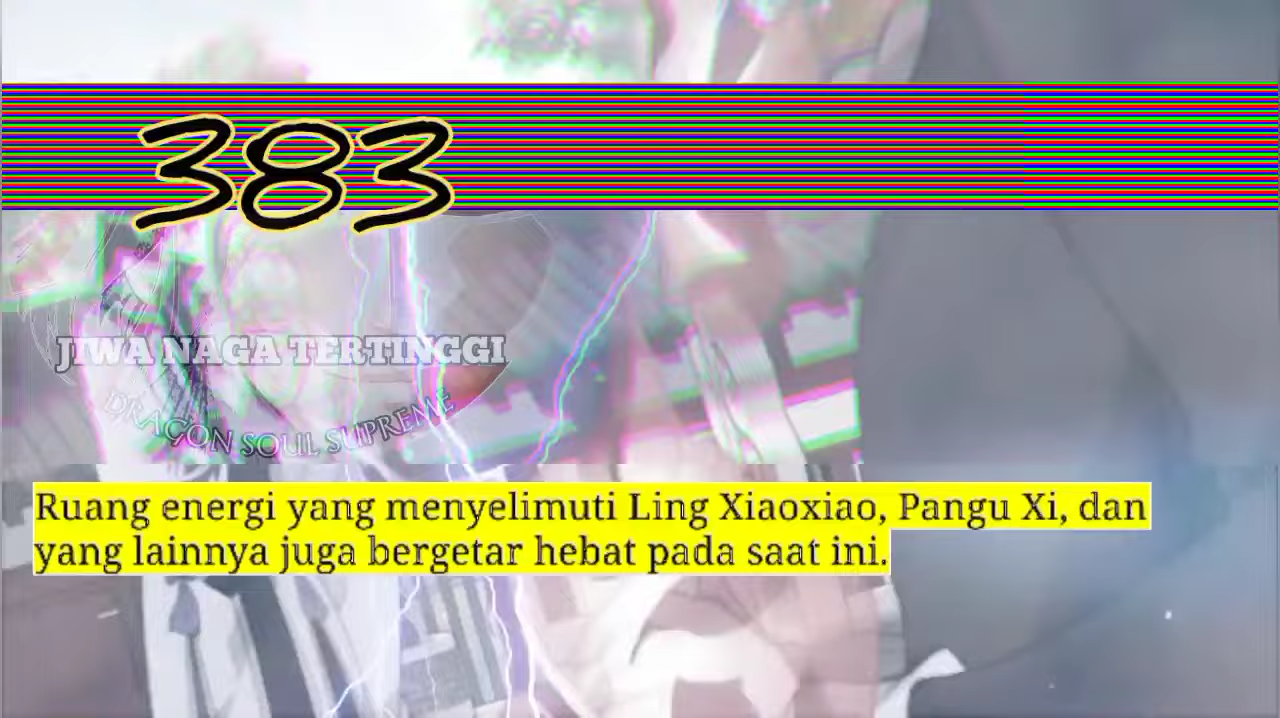 383
JIWA NAGA TERTINGGI
DRAGON SOUL SUPREME
Ruang energi yang menyelimuti Ling Xiaoxiao, Pangu Xi, dan
yang lainnya juga bergetar hebat pada saat ini.